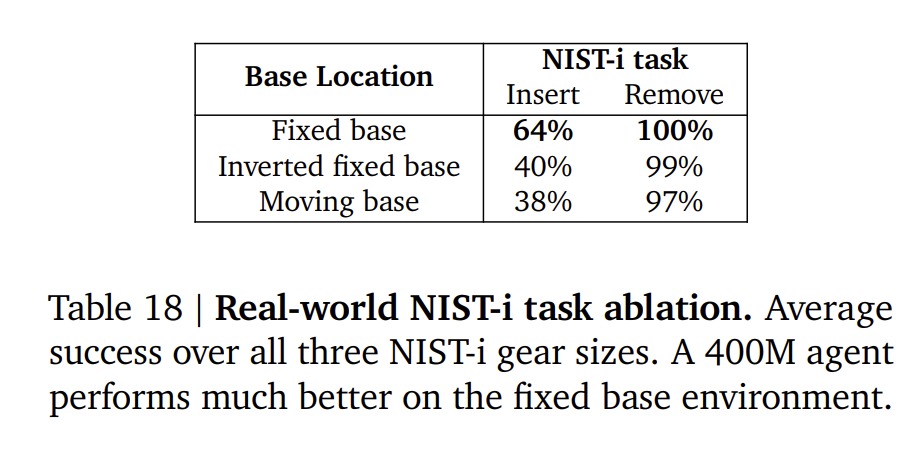 Base Location NIST-i task
Insert Remove
Fixed base 64% 100%
Inverted fixed base 40% 99%
Moving base 38% 97%
Table 18 | Real-world NIST-i task ablation. Average
success over all three NIST-i gear sizes. A 400M agent
performs much better on the fixed base environment.